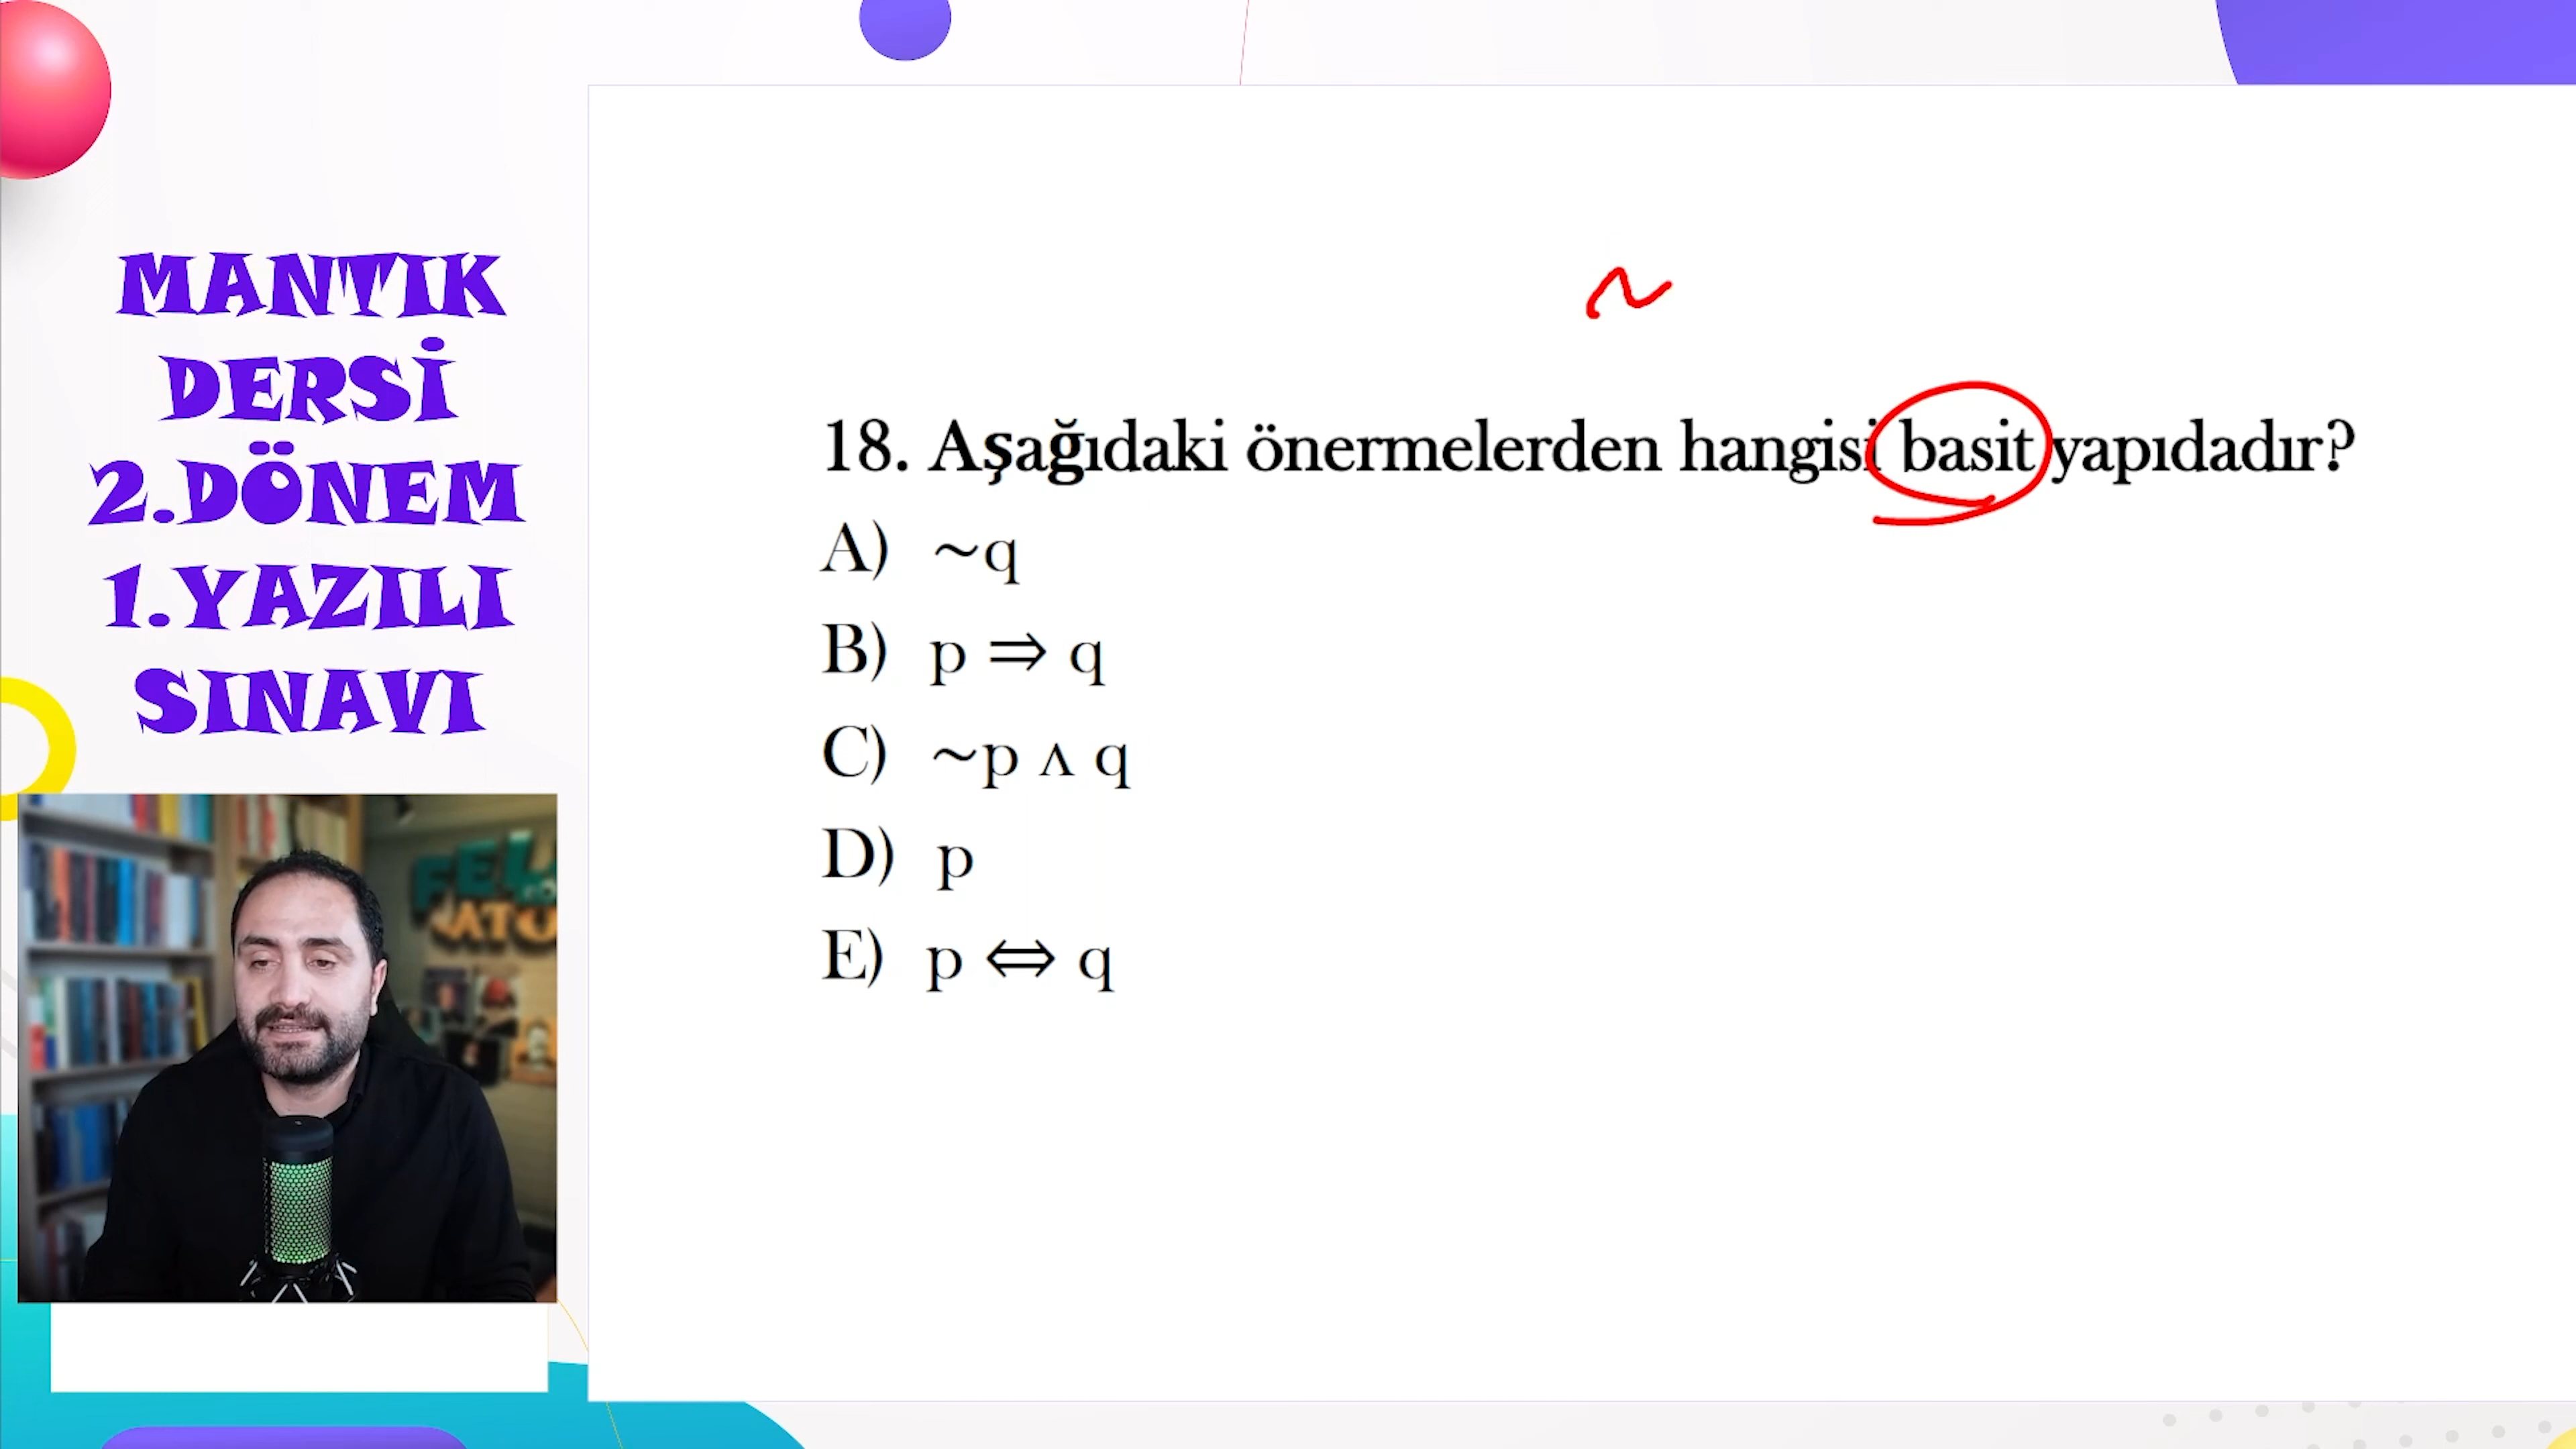 MANTIK
DERSİ
2.DÖNEM
1.YAZILI
SINAVI
~
18. Aşağıdaki önermelerden hangisi basit yapıdadır?
A) ~q
B) p ⇒ q
C) ~p ∧ q
D) p
E) p ⇔ q